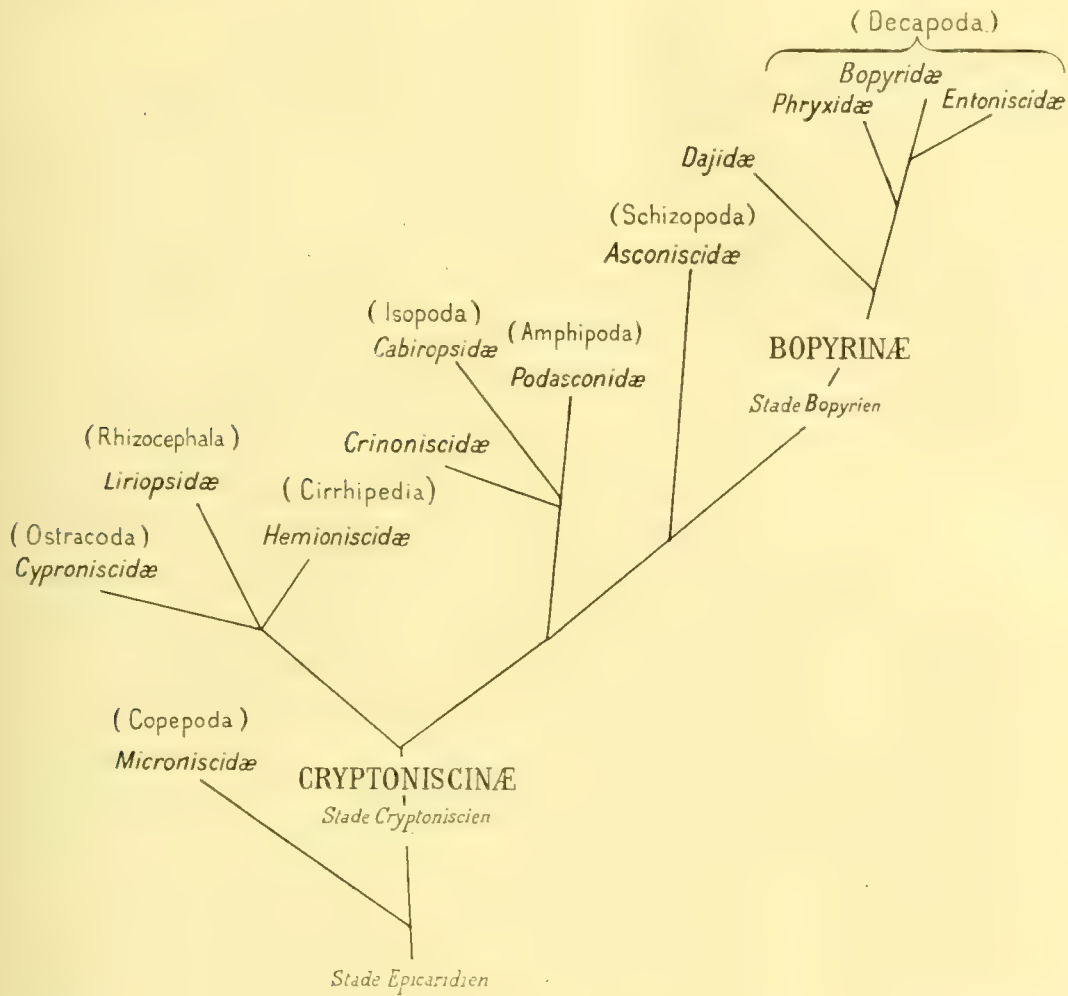 (Decapoda.)
Bopyridæ
Phryxidæ
Entoniscidæ
Dajidæ
(Schizopoda)
Asconiscidæ
(Isopoda)
Cabiropsidæ
(Amphipoda)
Podasconidæ
BOPYRINÆ
Stade Bopyrien
(Rhizocephala)
Liriopsidæ
Crinoniscidæ
(Cirrhipedia)
Hemioniscidæ
(Ostracoda)
Cyproniscidæ
(Copepoda)
Microniscidæ
CRYPTONISCINÆ
Stade Cryptoniscien
Stade Epicaridien